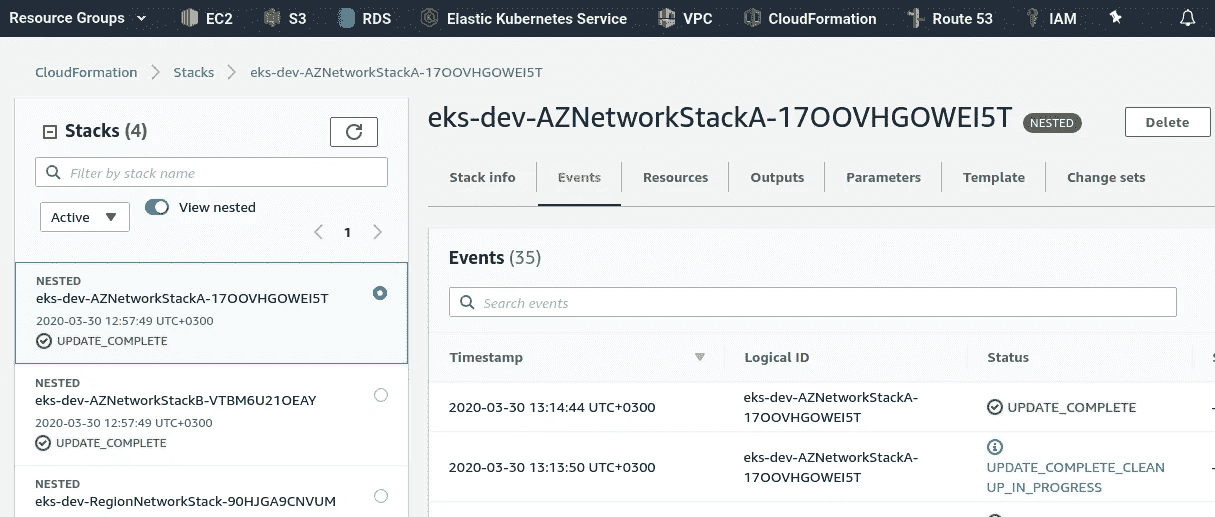 Resource Groups EC2 S3 RDS Elastic Kubernetes Service VPC CloudFormation Route 53 IAM
CloudFormation Stacks eks-dev-AZNetworkStackA-17OOVHGOWEI5T
Stacks (4)
Filter by stack name
Active View nested
1
NESTED
eks-dev-AZNetworkStackA-17OOVHGOWEI5T
2020-03-30 12:57:49 UTC+0300
UPDATE_COMPLETE
NESTED
eks-dev-AZNetworkStackB-VTBM6U21OEAY
2020-03-30 12:57:49 UTC+0300
UPDATE_COMPLETE
NESTED
eks-dev-RegionNetworkStack-90HJGA9CNVUM
eks-dev-AZNetworkStackA-17OOVHGOWEI5T NESTED Delete
Stack info Events Resources Outputs Parameters Template Change sets
Events (35)
Search events
Timestamp Logical ID Status
2020-03-30 13:14:44 UTC+0300 eks-dev-AZNetworkStackA-
17OOVHGOWEI5T UPDATE_COMPLETE -
2020-03-30 13:13:50 UTC+0300 eks-dev-AZNetworkStackA-
17OOVHGOWEI5T UPDATE_COMPLETE_CLEAN
UP_IN_PROGRESS -